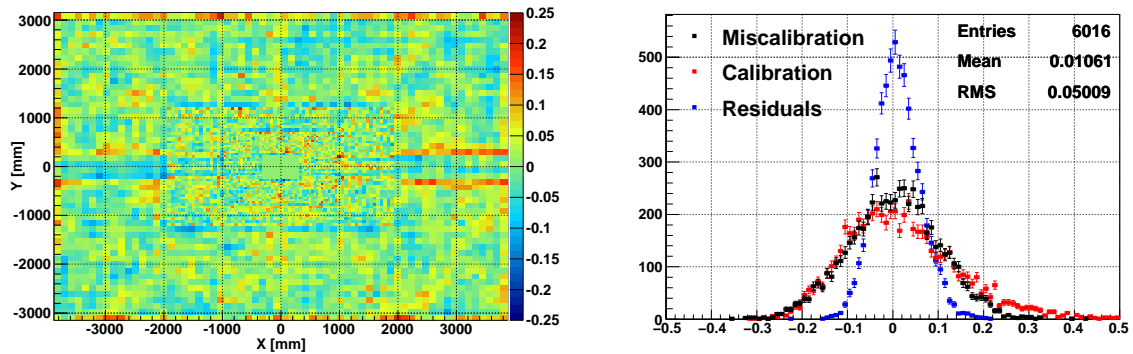 3000
2000
1000
0
-1000
-2000
-3000
Y [mm]
-3000 -2000 -1000 0 1000 2000 3000
X [mm]
0.25
0.2
0.15
0.1
0.05
0
-0.05
-0.1
-0.15
-0.2
-0.25
500
400
300
200
100
0
Miscalibration
Calibration
Residuals
Entries 6016
Mean 0.01061
RMS 0.05009
-0.5 -0.4 -0.3 -0.2 -0.1 0 0.1 0.2 0.3 0.4 0.5